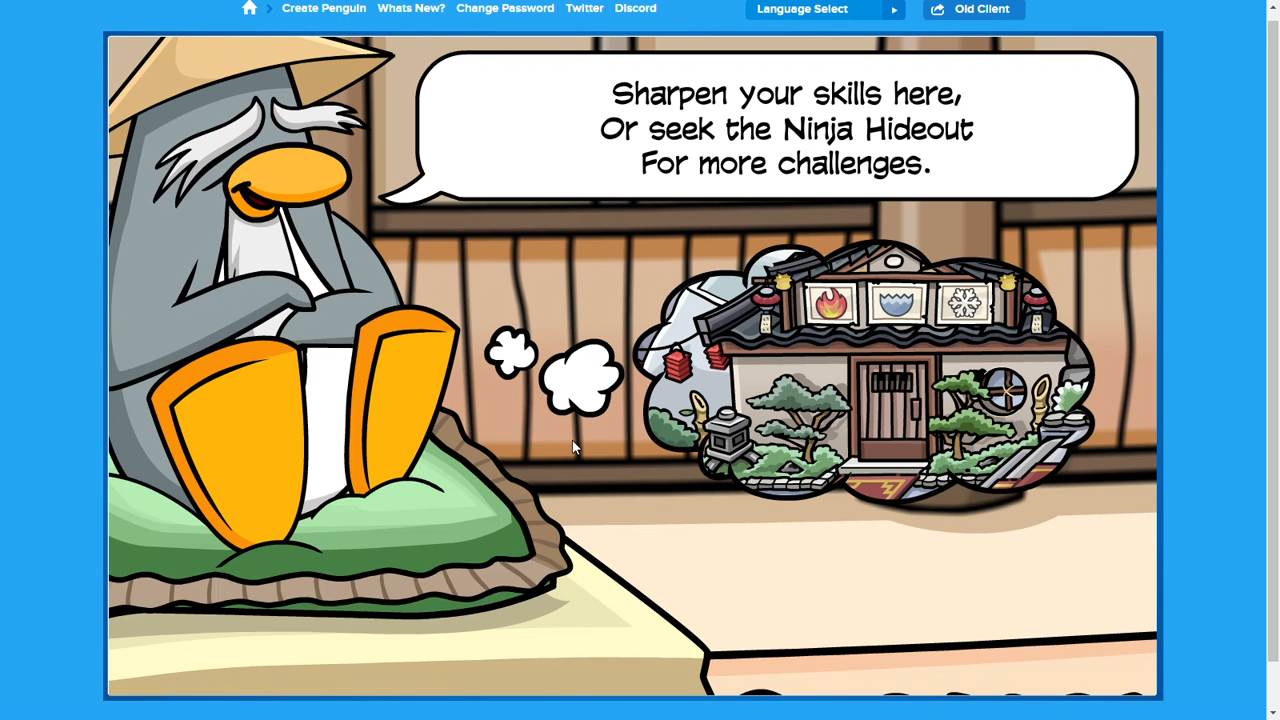 Create Penguin Whats New? Change Password Twitter Discord Language Select Old Client
Sharpen your skills here,
Or seek the Ninja Hideout
For more challenges.